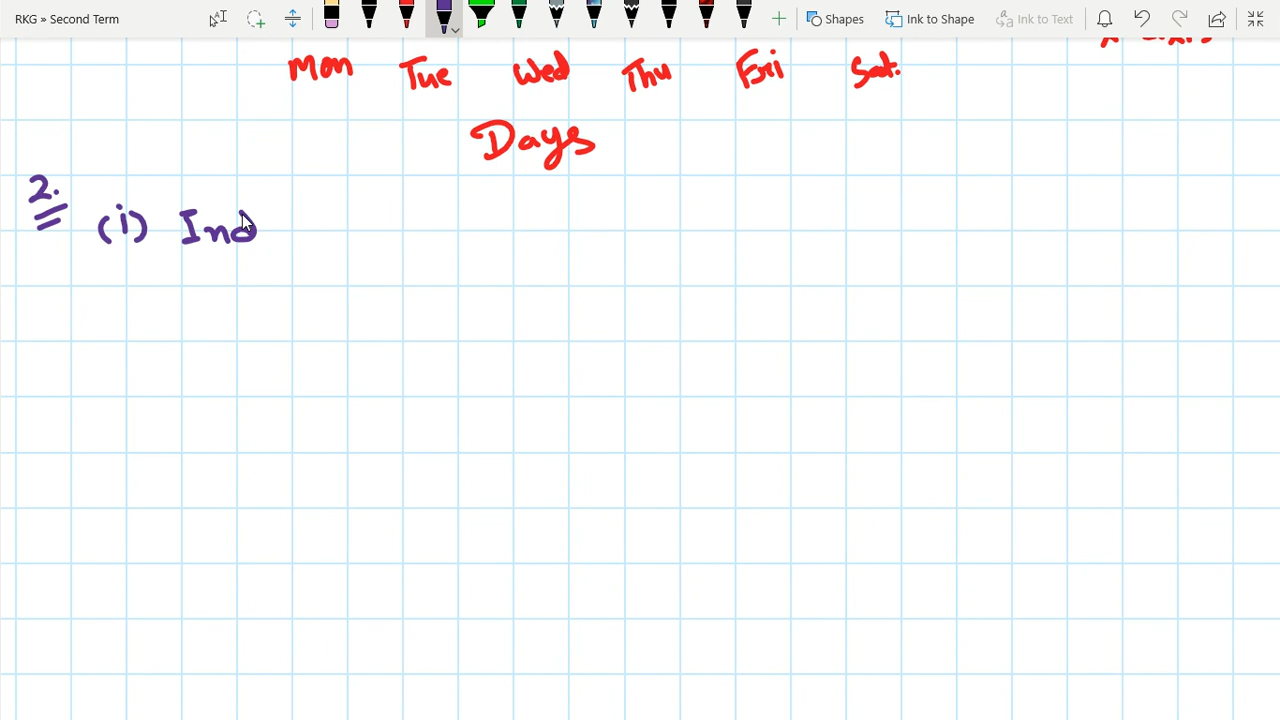 RKG » Second Term
Shapes
Ink to Shape
Ink to Text
Mon Tue Wed Thu Fri Sat.
Days
2.
(i) Ind